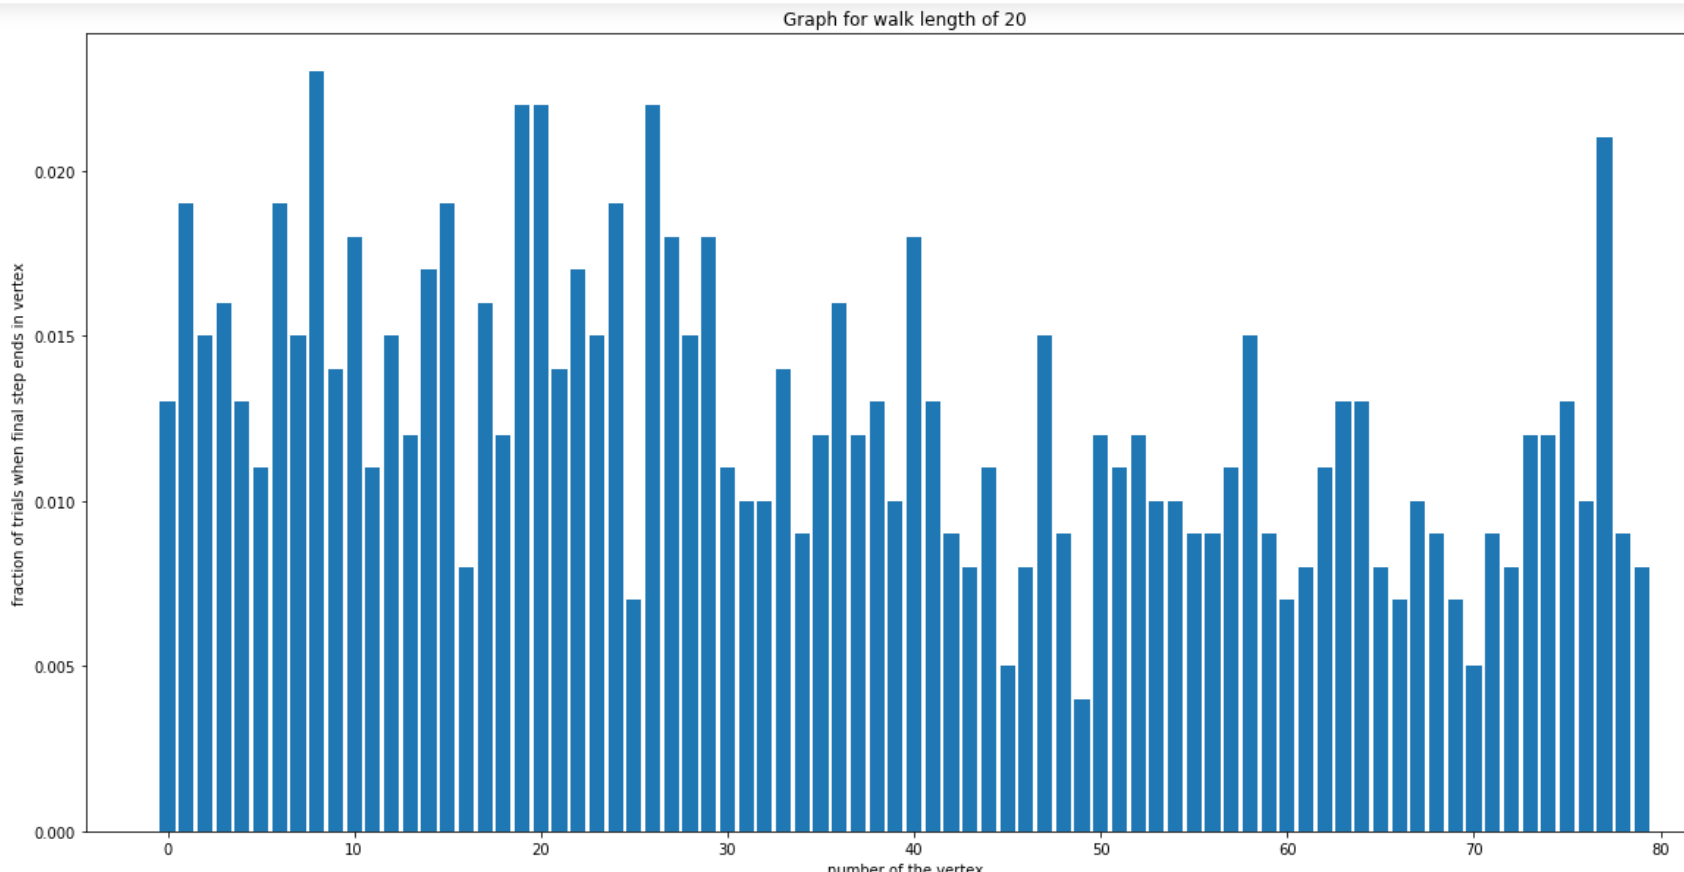 Graph for walk length of 20
fraction of trials when final step ends in vertex
0.020
0.015
0.010
0.005
0.000
0 10 20 30 40 50 60 70 80
number of the vertex